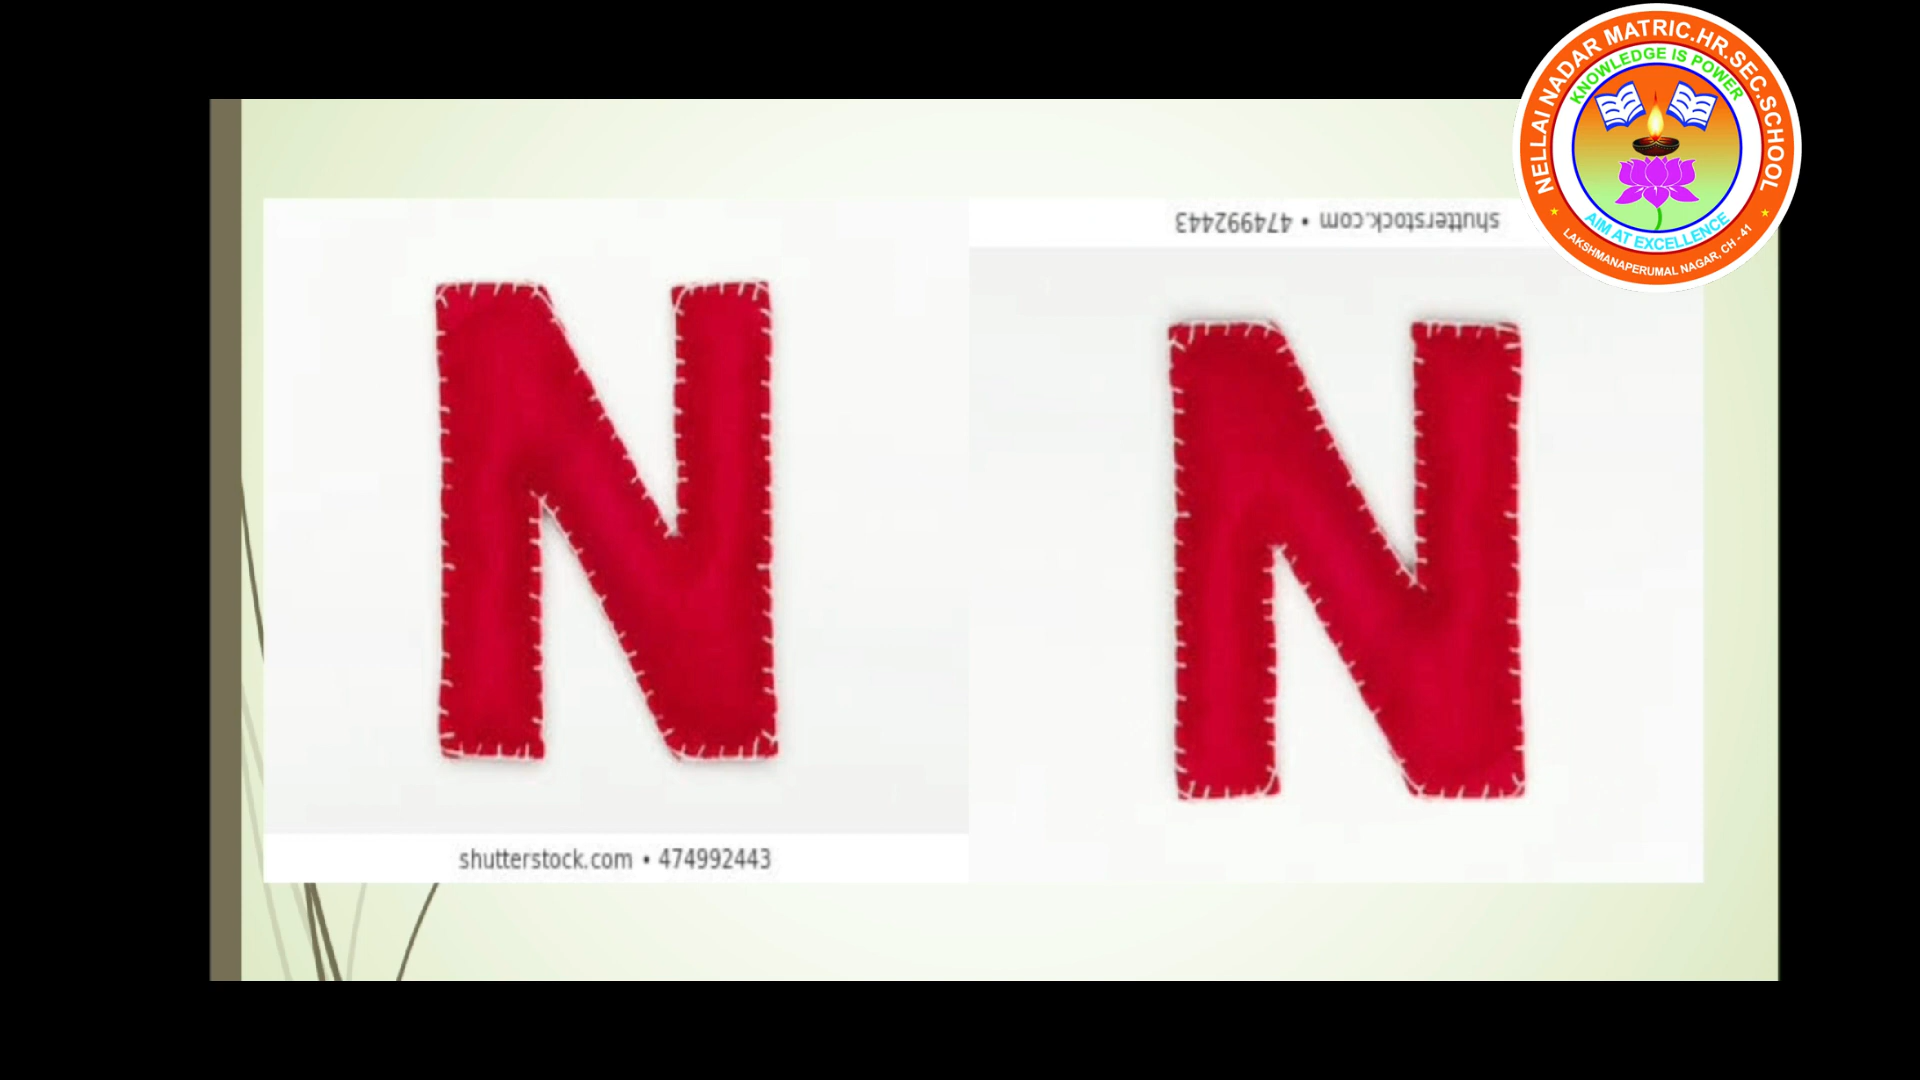 N N
shutterstock.com • 474992443
shutterstock.com • 474992443
NELLAI NADAR MATRIC.HR.SEC.SCHOOL
KNOWLEDGE IS POWER
AIM AT EXCELLENCE
LAKSHMANAPERUMAL NAGAR, CH - 41